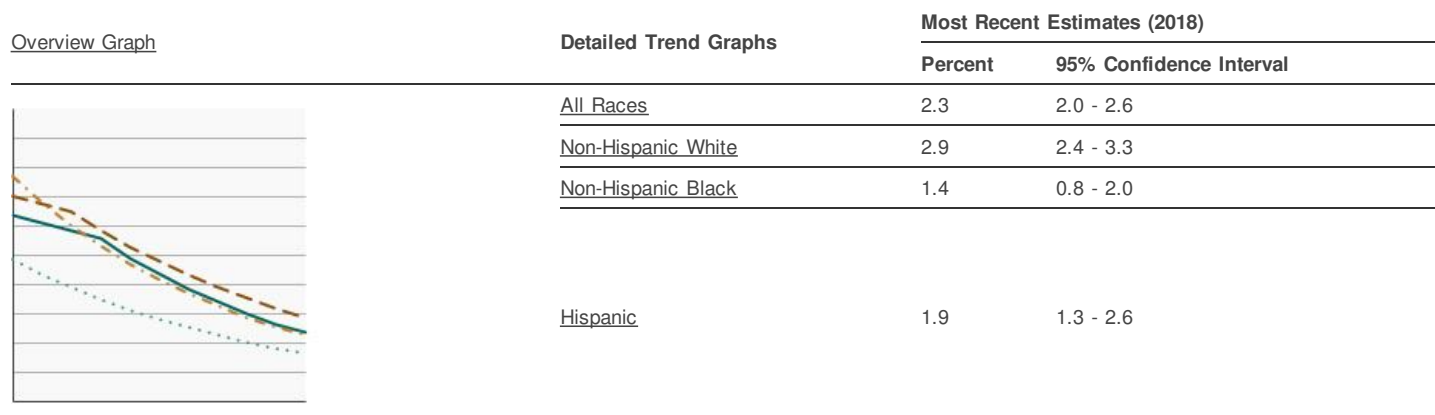 Overview Graph
Detailed Trend Graphs
Most Recent Estimates (2018)
Percent 95% Confidence Interval
All Races 2.3 2.0 - 2.6
Non-Hispanic White 2.9 2.4 - 3.3
Non-Hispanic Black 1.4 0.8 - 2.0
Hispanic 1.9 1.3 - 2.6